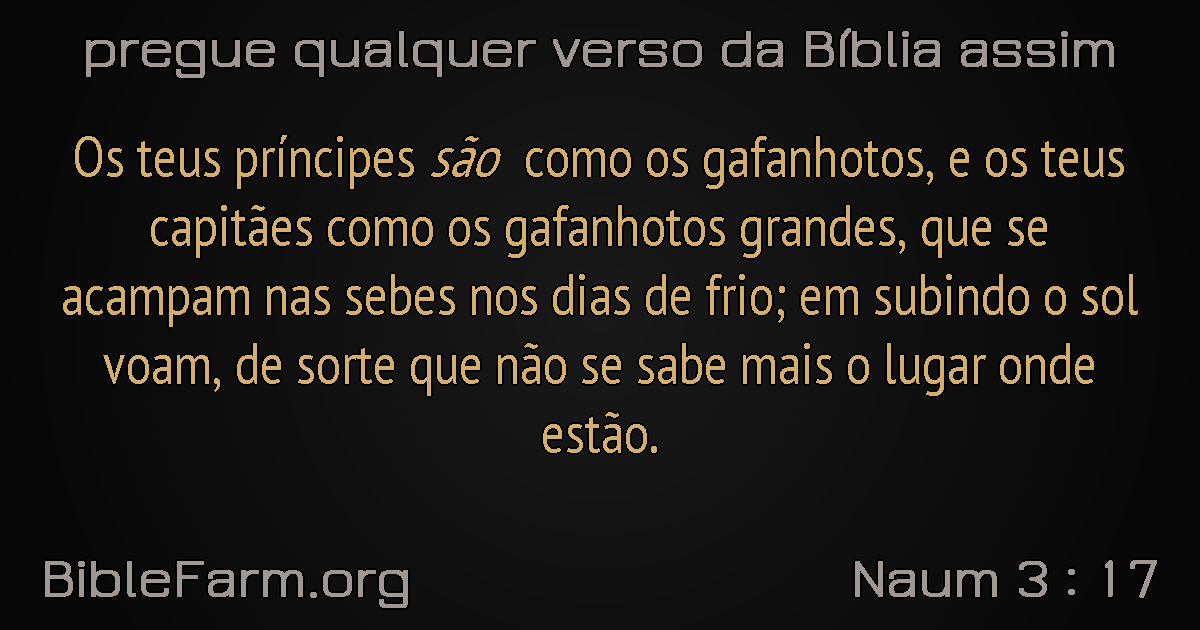 pregue qualquer verso da Bíblia assim
Os teus príncipes são como os gafanhotos, e os teus
capitães como os gafanhotos grandes, que se
acampam nas sebes nos dias de frio; em subindo o sol
voam, de sorte que não se sabe mais o lugar onde
estão.
BibleFarm.org
Naum 3 : 17